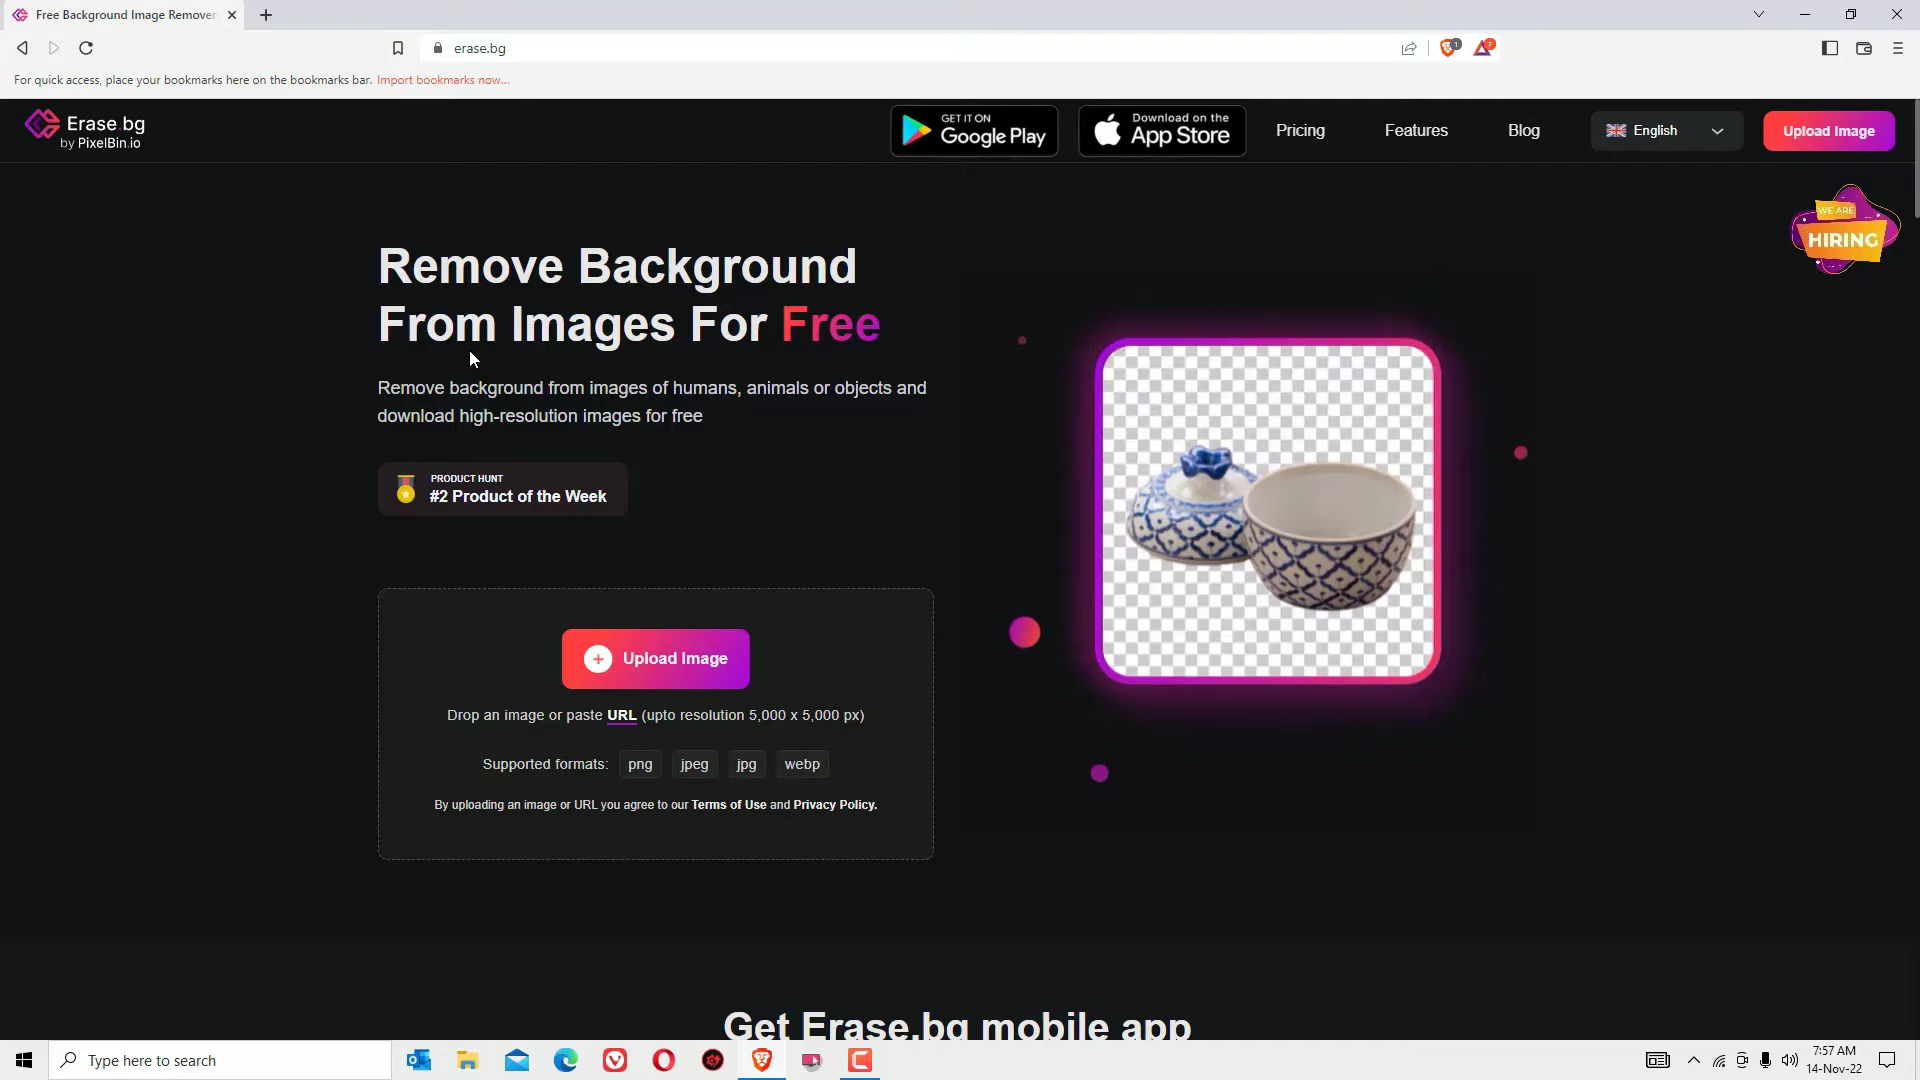 Free Background Image Remover
erase.bg
1
7
For quick access, place your bookmarks here on the bookmarks bar. Import bookmarks now...
Erase.bg
by PixelBin.io
GET IT ON
Google Play
Download on the
App Store
Pricing
Features
Blog
English
Upload Image
WE ARE
HIRING
Remove Background
From Images For Free
Remove background from images of humans, animals or objects and
download high-resolution images for free
PRODUCT HUNT
#2 Product of the Week
Upload Image
Drop an image or paste URL (upto resolution 5,000 x 5,000 px)
Supported formats: png jpeg jpg webp
By uploading an image or URL you agree to our Terms of Use and Privacy Policy.
Get Erase.bg mobile app
Type here to search
7:57 AM
14-Nov-22